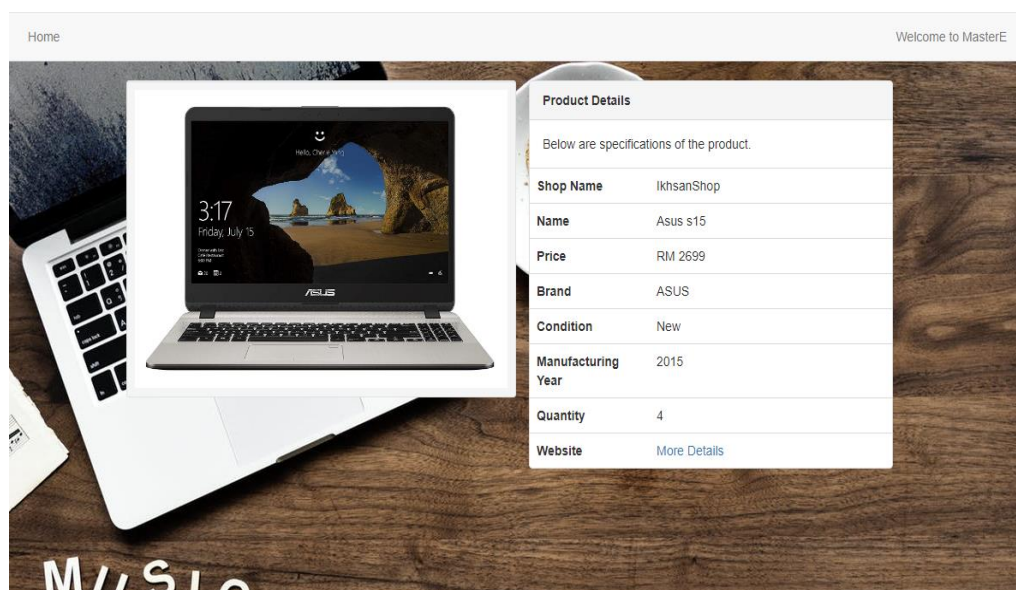 Home
Welcome to MasterE
Product Details
Below are specifications of the product.
Shop Name IkhsanShop
Name Asus s15
Price RM 2699
Brand ASUS
Condition New
Manufacturing
Year
2015
Quantity 4
Website More Details
3:17
Friday, July 15
ASUS
MUSIC